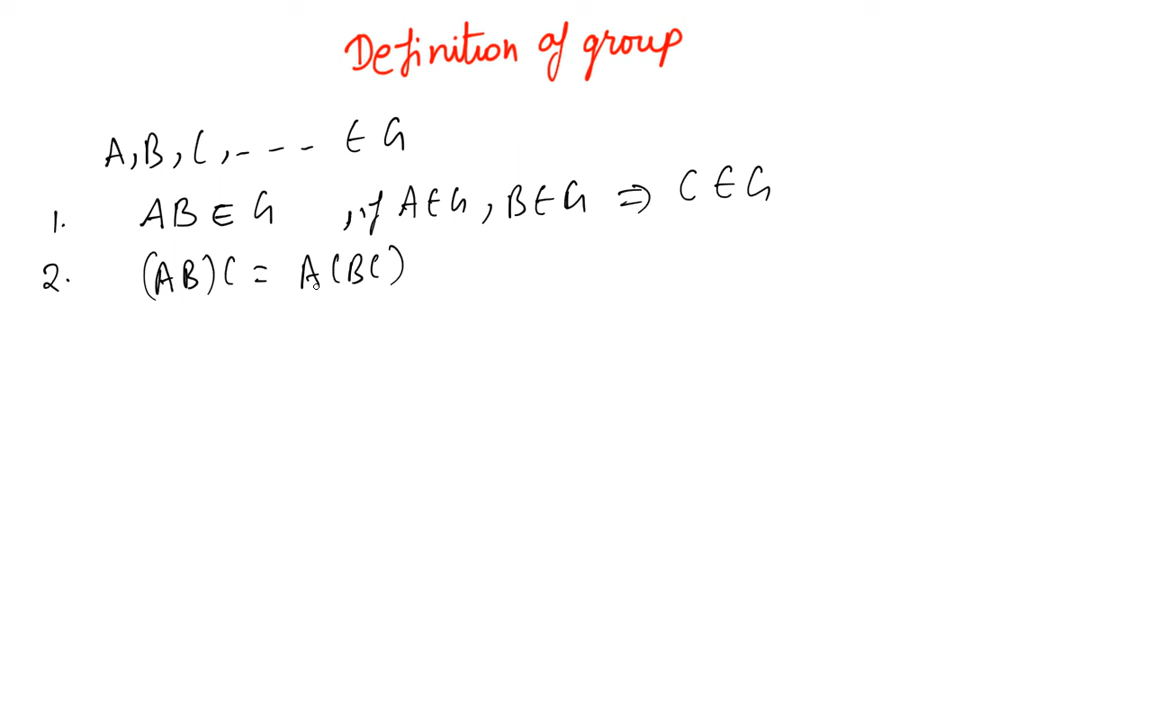 Definition of group
A, B, C, - - - ∈ G
1. AB ∈ G , if A ∈ G , B ∈ G ⇒ C ∈ G
2. (AB)C = A(BC)